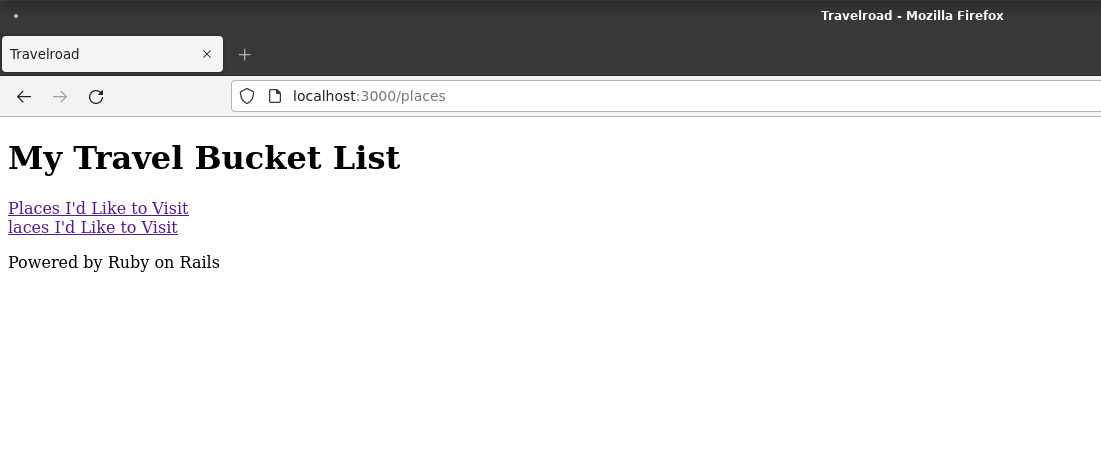 Travelroad - Mozilla Firefox
Travelroad
localhost:3000/places
My Travel Bucket List
Places I'd Like to Visit
laces I'd Like to Visit
Powered by Ruby on Rails